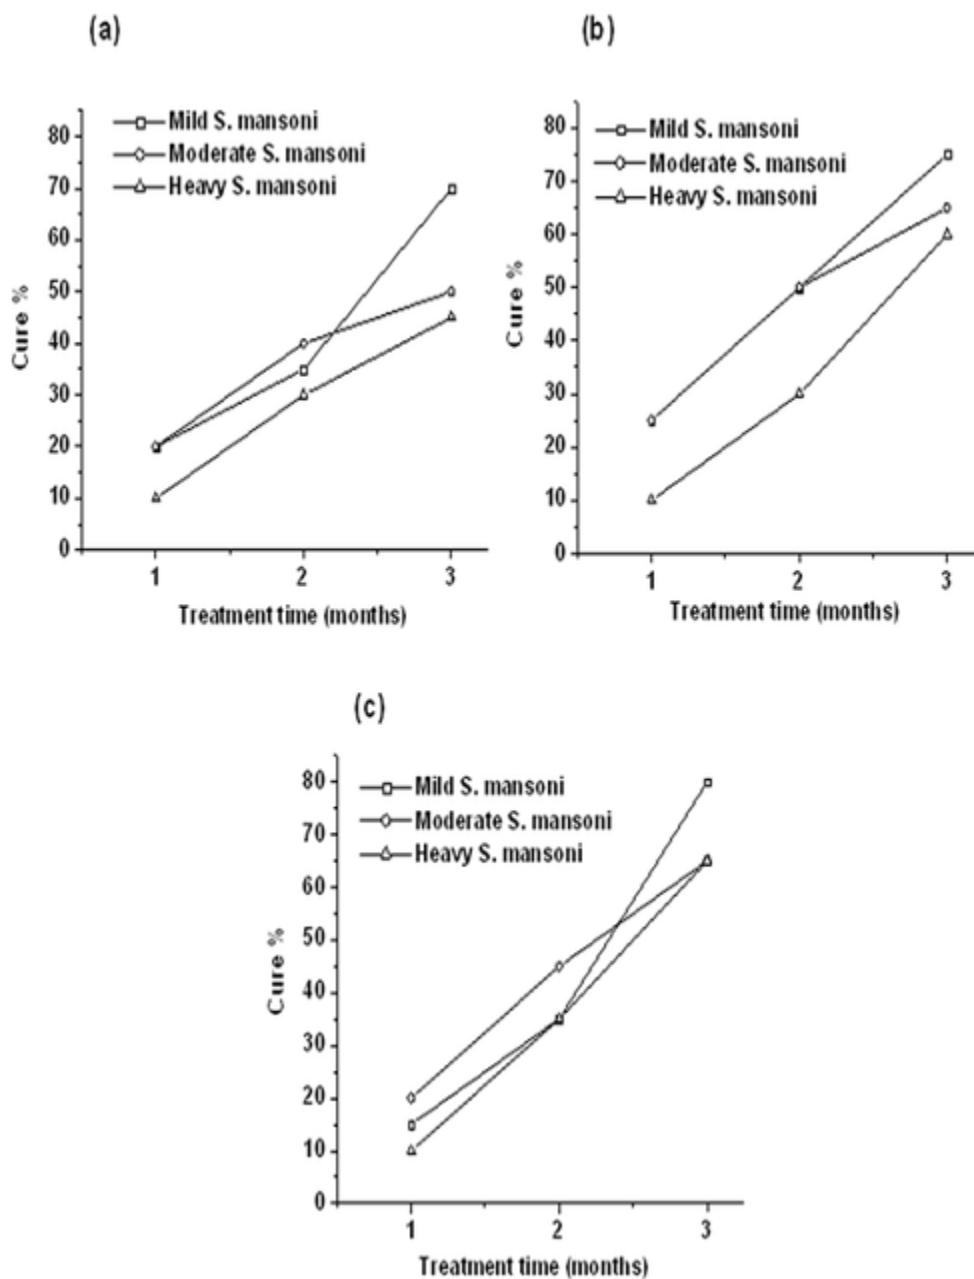 (a)
Mild S. mansoni
Moderate S. mansoni
Heavy S. mansoni
80
70
60
50
40
30
20
10
0
Cure %
1 2 3
Treatment time (months)
(b)
Mild S. mansoni
Moderate S. mansoni
Heavy S. mansoni
80
70
60
50
40
30
20
10
0
Cure %
1 2 3
Treatment time (months)
(c)
Mild S. mansoni
Moderate S. mansoni
Heavy S. mansoni
80
70
60
50
40
30
20
10
0
Cure %
1 2 3
Treatment time (months)